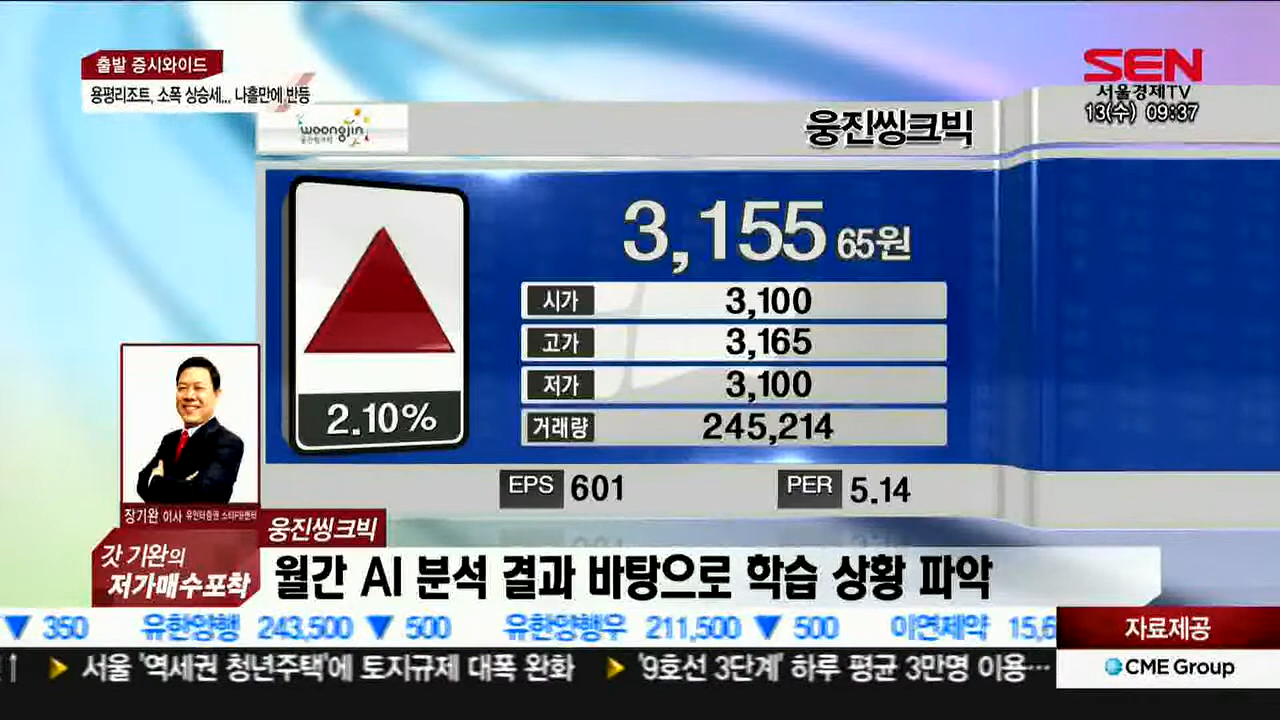 출발 증시와이드
용평리조트, 소폭 상승세... 나흘만에 반등
SEN
서울경제TV
13(수) 09:37
woongjin
웅진씽크빅
웅진씽크빅
3,155 65원
시가 3,100
고가 3,165
저가 3,100
거래량 245,214
2.10%
EPS 601
PER 5.14
장기완 이사
갓 기완의
저가매수포착
웅진씽크빅
월간 AI 분석 결과 바탕으로 학습 상황 파악
▼ 350 유한양행 243,500 ▼ 500 유한양행우 211,500 ▼ 500 이연제약 15,6
자료제공
CME Group
↑ ▶ 서울 '역세권 청년주택'에 토지규제 대폭 완화 ▶ '9호선 3단계' 하루 평균 3만명 이용…